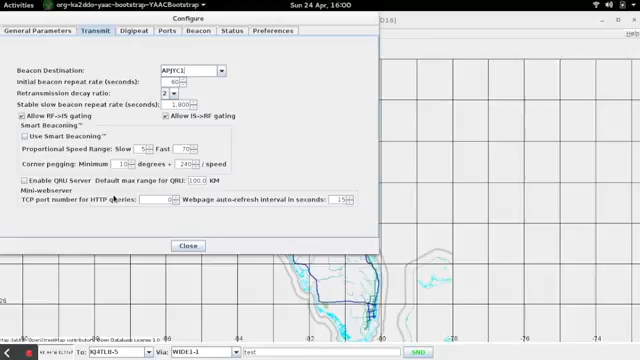 Activities org-ka2ddo-yaac-bootstrap-YAACBootstrap Sun 24 Apr, 16:00
Configure
General Parameters Transmit Digipeat Ports Beacon Status Preferences
Beacon Destination: APJYC1
Initial beacon repeat rate (seconds): 60
Retransmission decay ratio: 2
Stable slow beacon repeat rate (seconds): 1,800
Allow RF->IS gating Allow IS->RF gating
Smart Beaconing™
Use Smart Beaconing™
Proportional Speed Range: Slow 5 Fast 70
Corner pegging: Minimum 10 degrees + 240 / speed
Enable QRU Server Default max range for QRU: 100.0 KM
Mini-webserver
TCP port number for HTTP queries: 0 Webpage auto-refresh interval in seconds: 15
Close
26
-86 -84 -82 -80 -78
To: KJ4TLB-5 Via: WIDE1-1 test SND